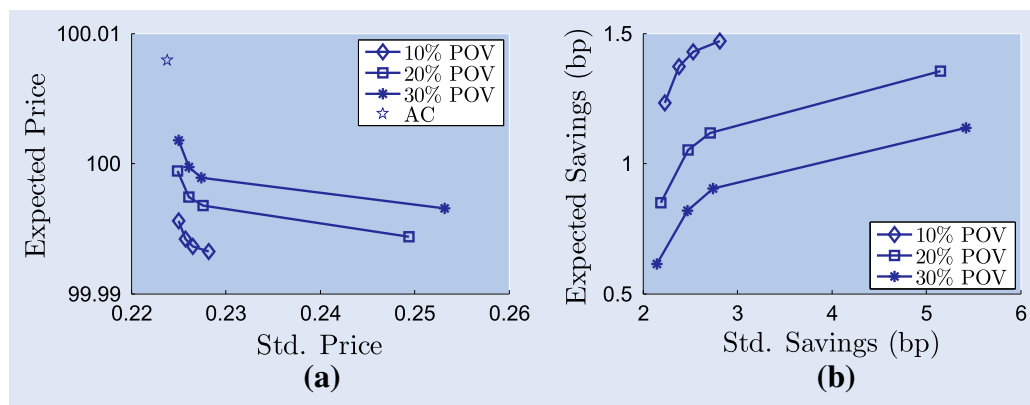 100.01
100
99.99
Expected Price
10% POV
20% POV
30% POV
AC
0.22
0.23
0.24
0.25
0.26
Std. Price
(a)
1.5
1
0.5
Expected Savings (bp)
10% POV
20% POV
30% POV
2
3
4
5
6
Std. Savings (bp)
(b)